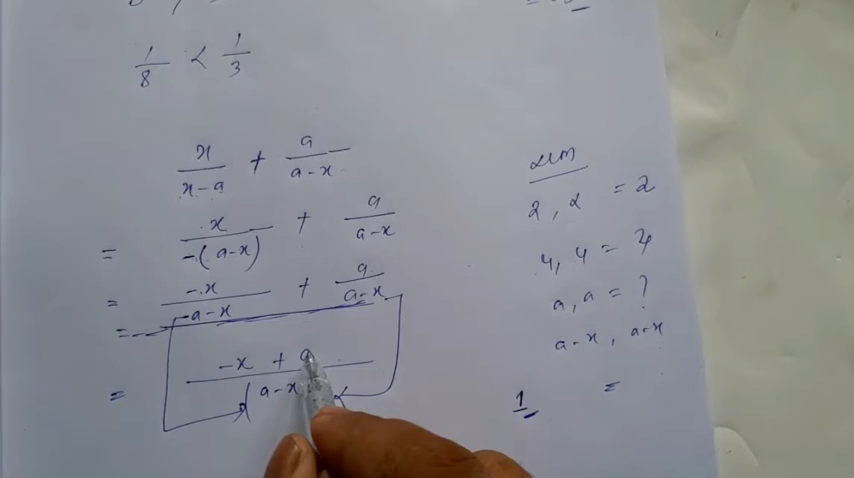 1/8 < 1/3
x/(x-a) + a/(a-x)
= x/-(a-x) + a/(a-x)
= -x/(a-x) + a/(a-x)
=
= (-x + a)/(a-x
LCM
2, 2 = 2
4, 4 = 4
a, a = ?
a-x, a-x
1 =